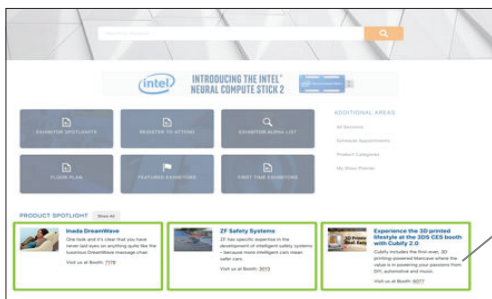 intel
INTRODUCING THE INTEL®
NEURAL COMPUTE STICK 2
ADDITIONAL AREAS
EXHIBITOR SPOTLIGHTS
REGISTER TO ATTEND
EXHIBITOR ALPHA LIST
All Sessions
Schedule Appointments
Product Categories
My Show Planner
FLOOR PLAN
FEATURED EXHIBITORS
FIRST TIME EXHIBITORS
PRODUCT SPOTLIGHT Show All
Inada DreamWave
One look and it's clear that you have
never laid eyes on anything quite like the
luxurious DreamWave massage chair
Visit us at Booth: 7178
ZF Safety Systems
ZF has specific expertise in the
development of intelligent safety systems
- because more intelligent cars mean
safer cars.
Visit us at Booth: 3013
Experience the 3D printed
lifestyle at the 3DS CES booth
with Cubify 2.0
Cubify includes the first ever, 3D
printing-powered Maricave where the
value is in powering your passions from
DIY, automotive and music.
Visit us at Booth: 6077